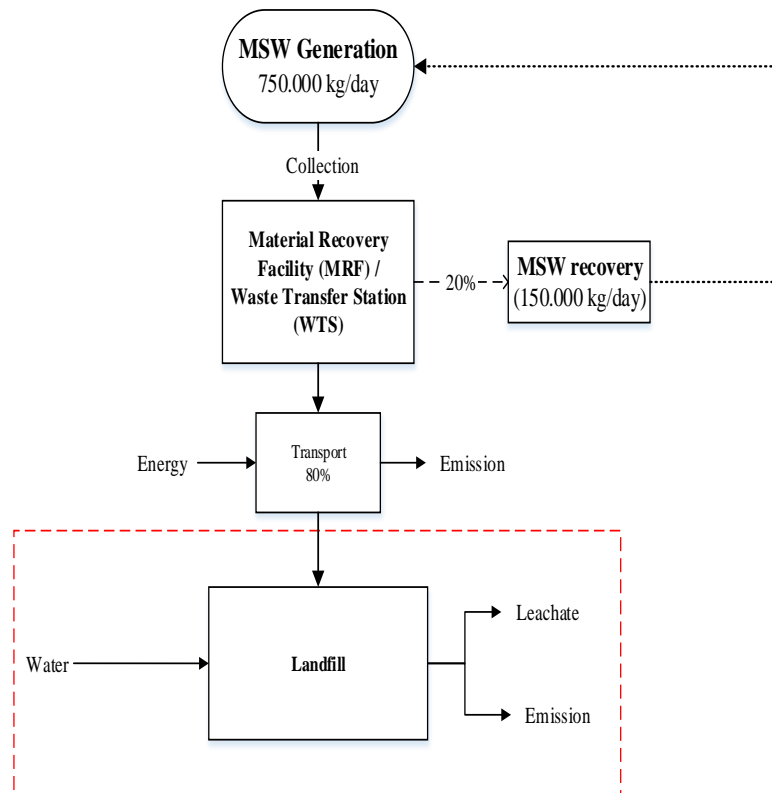 MSW Generation
750.000 kg/day
Collection
Material Recovery
Facility (MRF) /
Waste Transfer Station
(WTS)
20%
MSW recovery
(150.000 kg/day)
Energy
Transport
80%
Emission
Water
Landfill
Leachate
Emission